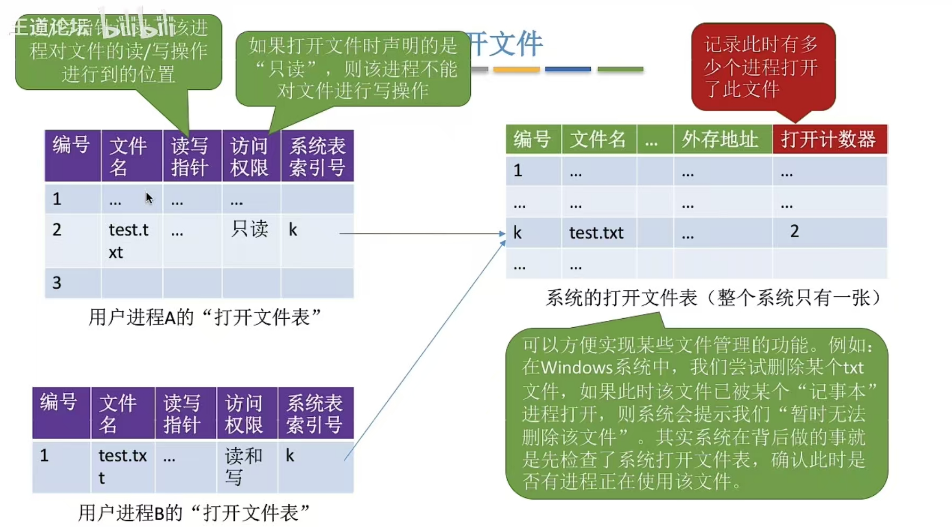 王道论坛 bilibili
该进
程对文件的读/写操作
进行到的位置
如果打开文件时声明的是
“只读”，则该进程不能
对文件进行写操作
开文件
记录此时有多
少个进程打开
了此文件
编号 文件名 读写指针 访问权限 系统表索引号
1 ... ... ...
2 test.txt ... 只读 k
3
用户进程A的“打开文件表”
编号 文件名 ... 外存地址 打开计数器
1 ... ... ...
... ... ... ...
k test.txt ... 2
... ...
系统的打开文件表（整个系统只有一张）
可以方便实现某些文件管理的功能。例如：
在Windows系统中，我们尝试删除某个txt
文件，如果此时该文件已被某个“记事本”
进程打开，则系统会提示我们“暂时无法
删除该文件”。其实系统在背后做的事就
是先检查了系统打开文件表，确认此时是
否有进程正在使用该文件。
编号 文件名 读写指针 访问权限 系统表索引号
1 test.txt ... 读和写 k
用户进程B的“打开文件表”